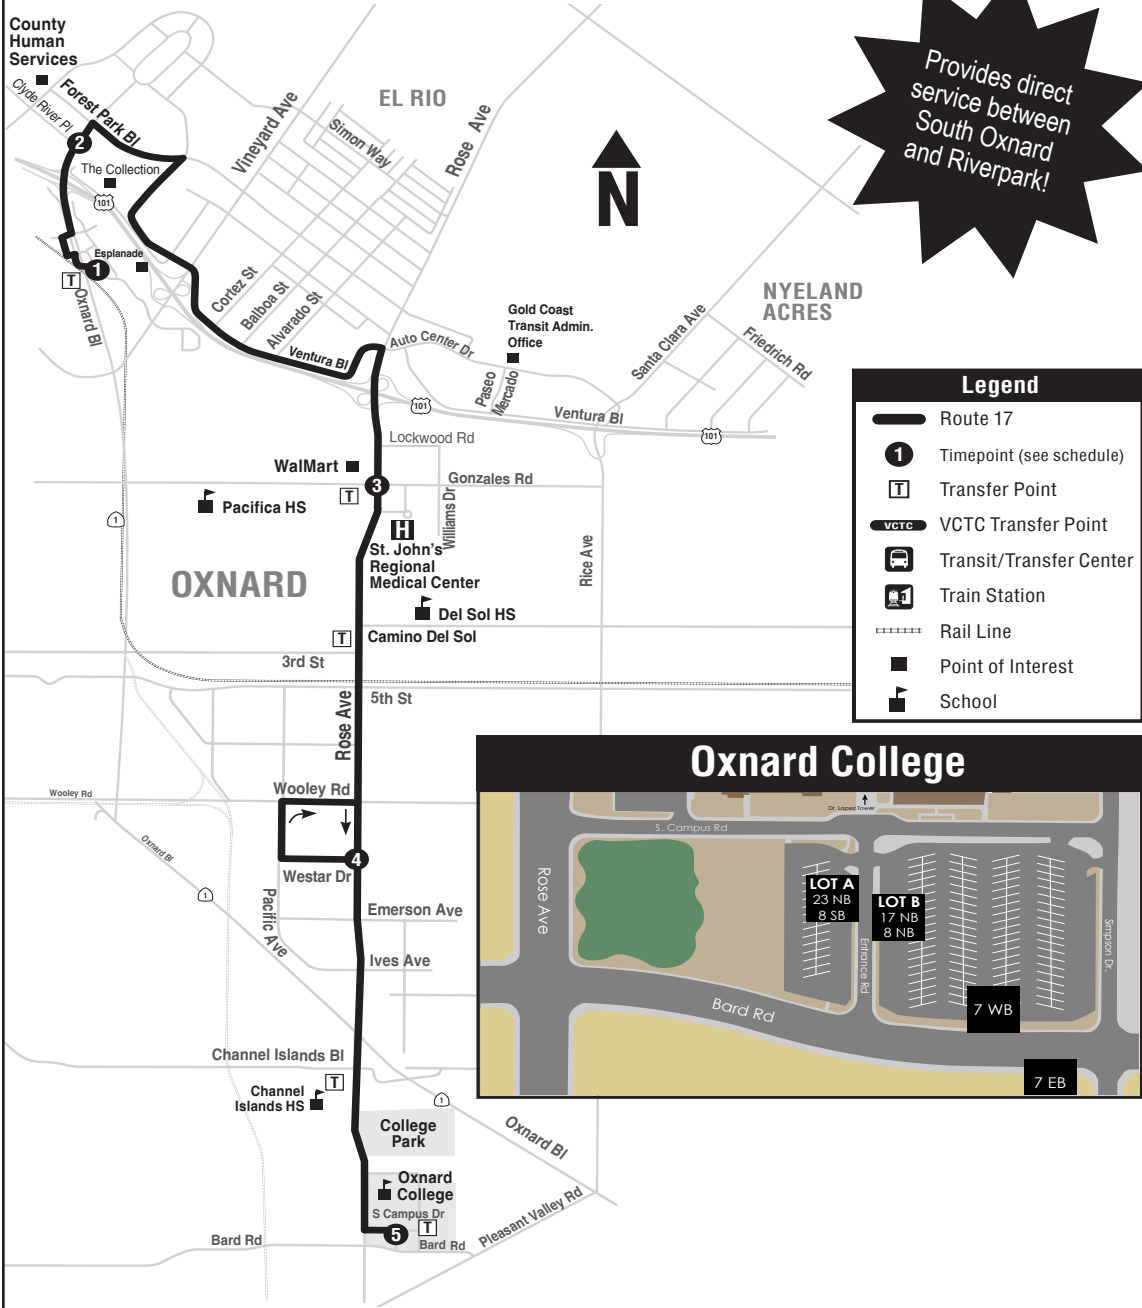 County
Human
Services
Clyde River Pl
Forest Park Bl
2
The Collection
101
Esplanade
1
T
Oxnard Bl
Vineyard Ave
EL RIO
Simon Way
Rose Ave
N
Provides direct
service between
South Oxnard
and Riverpark!
Cortez St
Balboa St
Alvarado St
Ventura Bl
Auto Center Dr
Gold Coast
Transit Admin.
Office
Paseo
Mercado
Santa Clara Ave
NYELAND
ACRES
Friedrich Rd
101
Ventura Bl
101
Lockwood Rd
WalMart
T
3
Gonzales Rd
Pacifica HS
Williams Dr
1
H
St. John's
Regional
Medical Center
OXNARD
Rice Ave
Del Sol HS
T
Camino Del Sol
3rd St
5th St
Rose Ave
Wooley Rd
Wooley Rd
Oxnard Bl
4
Westar Dr
1
Pacific Ave
Emerson Ave
Ives Ave
Channel Islands Bl
Channel
Islands HS
T
1
College
Park
Oxnard Bl
Oxnard
College
S Campus Dr
5
T
Bard Rd
Bard Rd
Pleasant Valley Rd
Legend
Route 17
1 Timepoint (see schedule)
T Transfer Point
VCTC VCTC Transfer Point
Transit/Transfer Center
Train Station
Rail Line
Point of Interest
School
Oxnard College
Dr. Lopez Tower
S. Campus Rd
Rose Ave
LOT A
23 NB
8 SB
LOT B
17 NB
8 NB
Entrance Rd
Simpson Dr.
Bard Rd
7 WB
7 EB